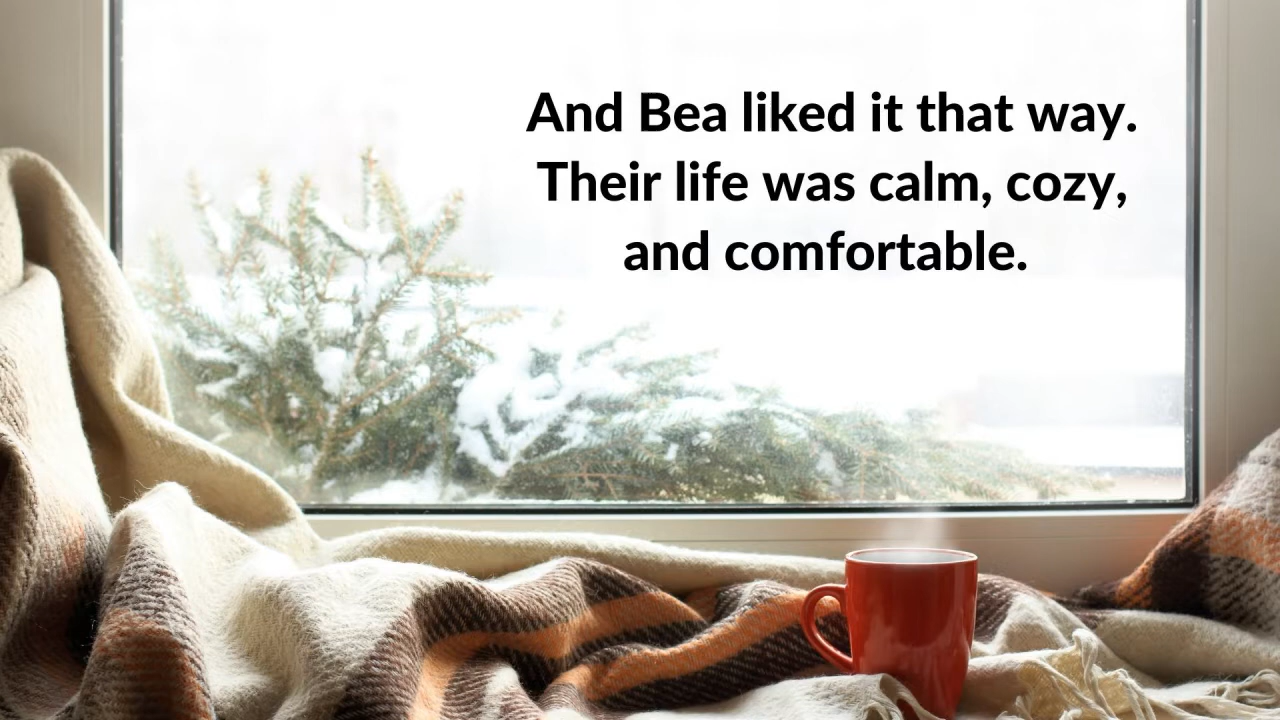 And Bea liked it that way.
Their life was calm, cozy,
and comfortable.